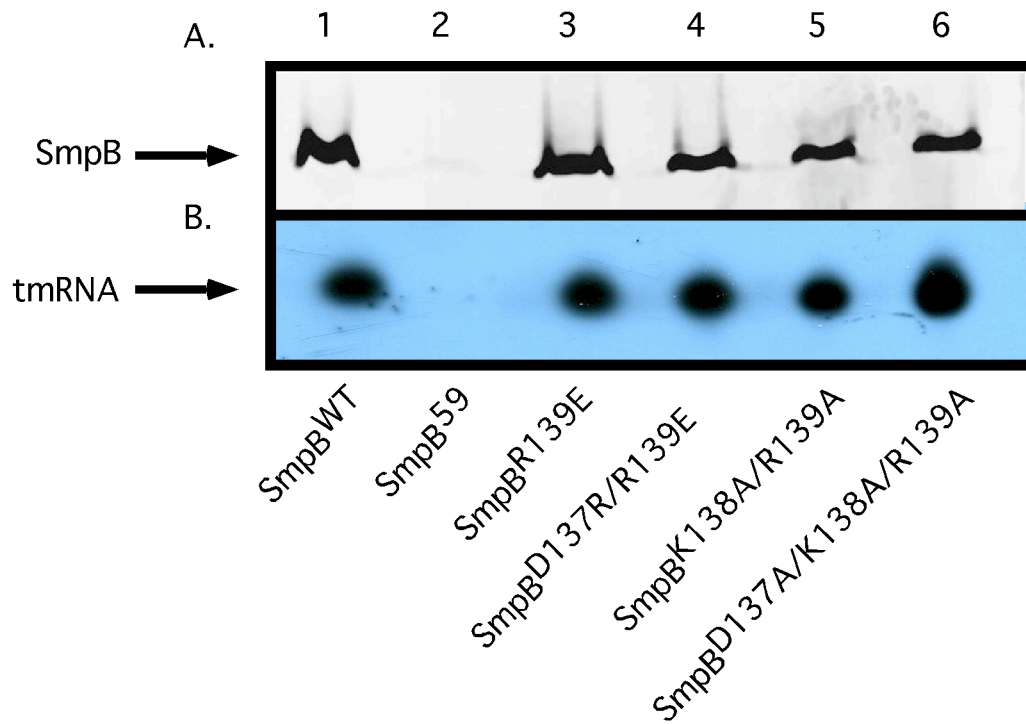 A.
1 2 3 4 5 6
SmpB
B.
tmRNA
SmpBWT
SmpB59
SmpBR139E
SmpBD137R/R139E
SmpBK138A/R139A
SmpBD137A/K138A/R139A